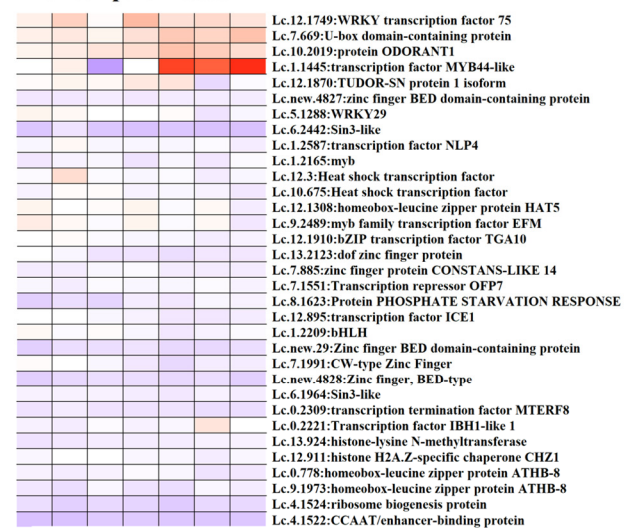 Lc.12.1749:WRKY transcription factor 75
Lc.7.669:U-box domain-containing protein
Lc.10.2019:protein ODORANT1
Lc.1.1445:transcription factor MYB44-like
Lc.12.1870:TUDOR-SN protein 1 isoform
Lc.new.4827:zinc finger BED domain-containing protein
Lc.5.1288:WRKY29
Lc.6.2442:Sin3-like
Lc.1.2587:transcription factor NLP4
Lc.1.2165:myb
Lc.12.3:Heat shock transcription factor
Lc.10.675:Heat shock transcription factor
Lc.12.1308:homeobox-leucine zipper protein HAT5
Lc.9.2489:myb family transcription factor EFM
Lc.12.1910:bZIP transcription factor TGA10
Lc.13.2123:dof zinc finger protein
Lc.7.885:zinc finger protein CONSTANS-LIKE 14
Lc.7.1551:Transcription repressor OFP7
Lc.8.1623:Protein PHOSPHATE STARVATION RESPONSE
Lc.12.895:transcription factor ICE1
Lc.1.2209:bHLH
Lc.new.29:Zinc finger BED domain-containing protein
Lc.7.1991:CW-type Zinc Finger
Lc.new.4828:Zinc finger, BED-type
Lc.6.1964:Sin3-like
Lc.0.2309:transcription termination factor MTERF8
Lc.0.2221:Transcription factor IBH1-like 1
Lc.13.924:histone-lysine N-methyltransferase
Lc.12.911:histone H2A.Z-specific chaperone CHZ1
Lc.0.778:homeobox-leucine zipper protein ATHB-8
Lc.9.1973:homeobox-leucine zipper protein ATHB-8
Lc.4.1524:ribosome biogenesis protein
Lc.4.1522:CCAAT/enhancer-binding protein